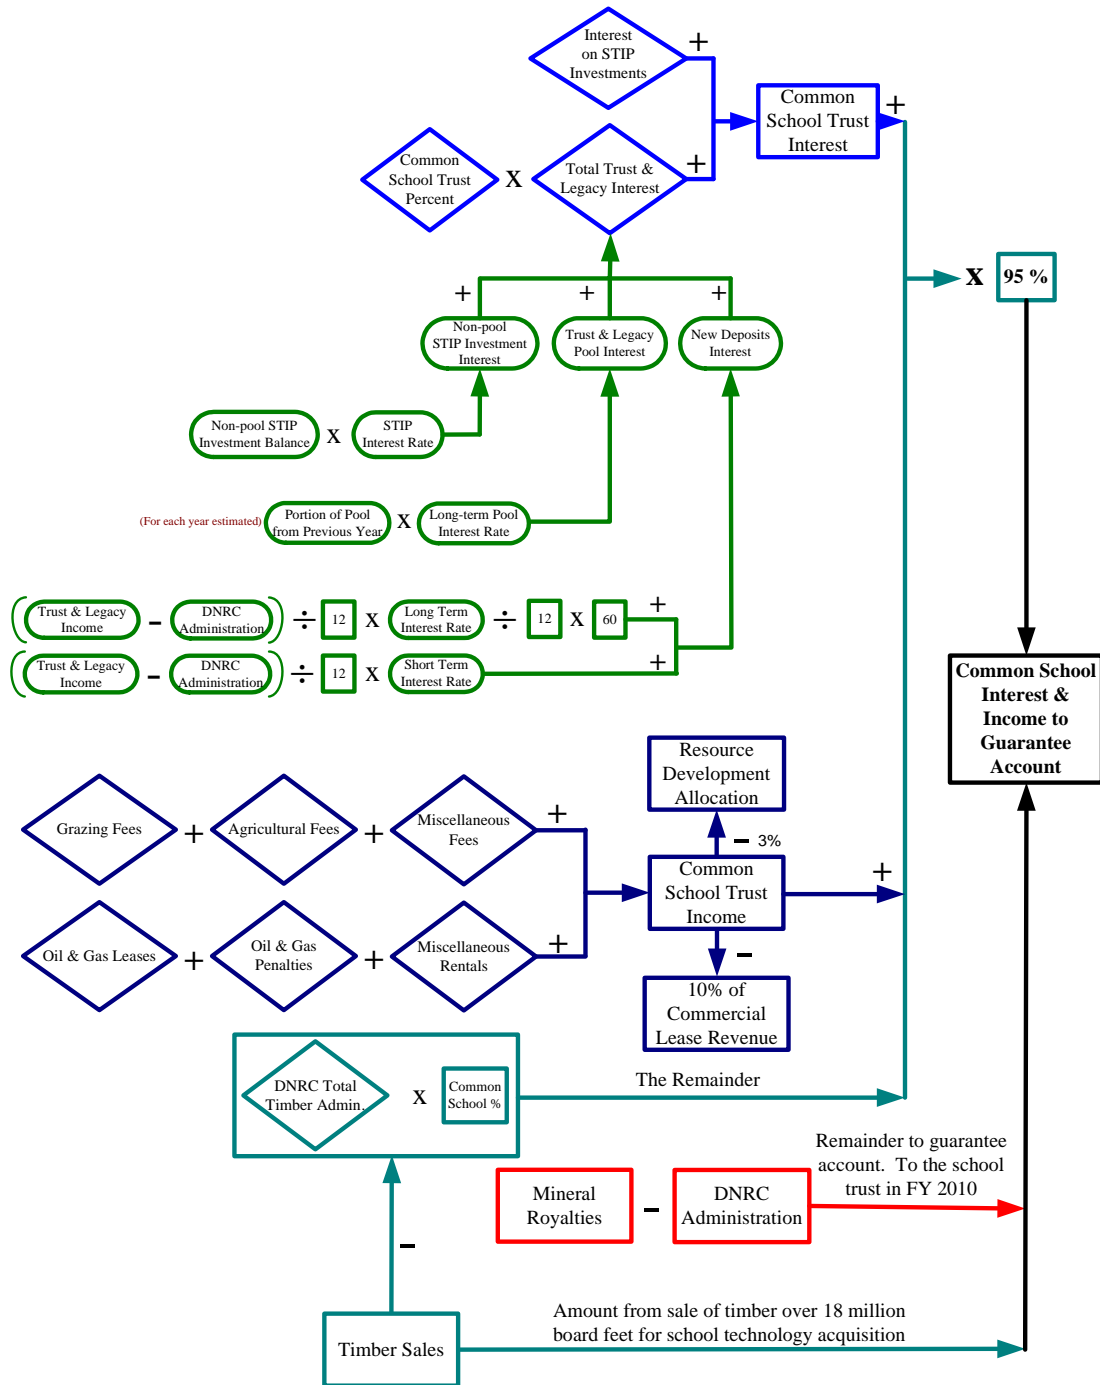 Interest
on STIP
Investments
+
Common
School Trust
Interest
+
Common
School Trust
Percent
x
Total Trust &
Legacy Interest
+
x
95 %
+
+
+
Non-pool
STIP Investment
Interest
Trust & Legacy
Pool Interest
New Deposits
Interest
Non-pool STIP
Investment Balance
x
STIP
Interest Rate
(For each year estimated)
Portion of Pool
from Previous Year
x
Long-term Pool
Interest Rate
(
Trust & Legacy
Income
-
DNRC
Administration
)
÷
12
x
Long Term
Interest Rate
÷
12
x
60
+
(
Trust & Legacy
Income
-
DNRC
Administration
)
÷
12
x
Short Term
Interest Rate
+
Common School
Interest &
Income to
Guarantee
Account
Resource
Development
Allocation
- 3%
Grazing Fees
+
Agricultural Fees
+
Miscellaneous
Fees
+
Common
School Trust
Income
+
Oil & Gas Leases
+
Oil & Gas
Penalties
+
Miscellaneous
Rentals
+
-
10% of
Commercial
Lease Revenue
DNRC Total
Timber Admin.
x
Common
School %
The Remainder
Remainder to guarantee
account.  To the school
trust in FY 2010
Mineral
Royalties
-
DNRC
Administration
-
Timber Sales
Amount from sale of timber over 18 million
board feet for school technology acquisition